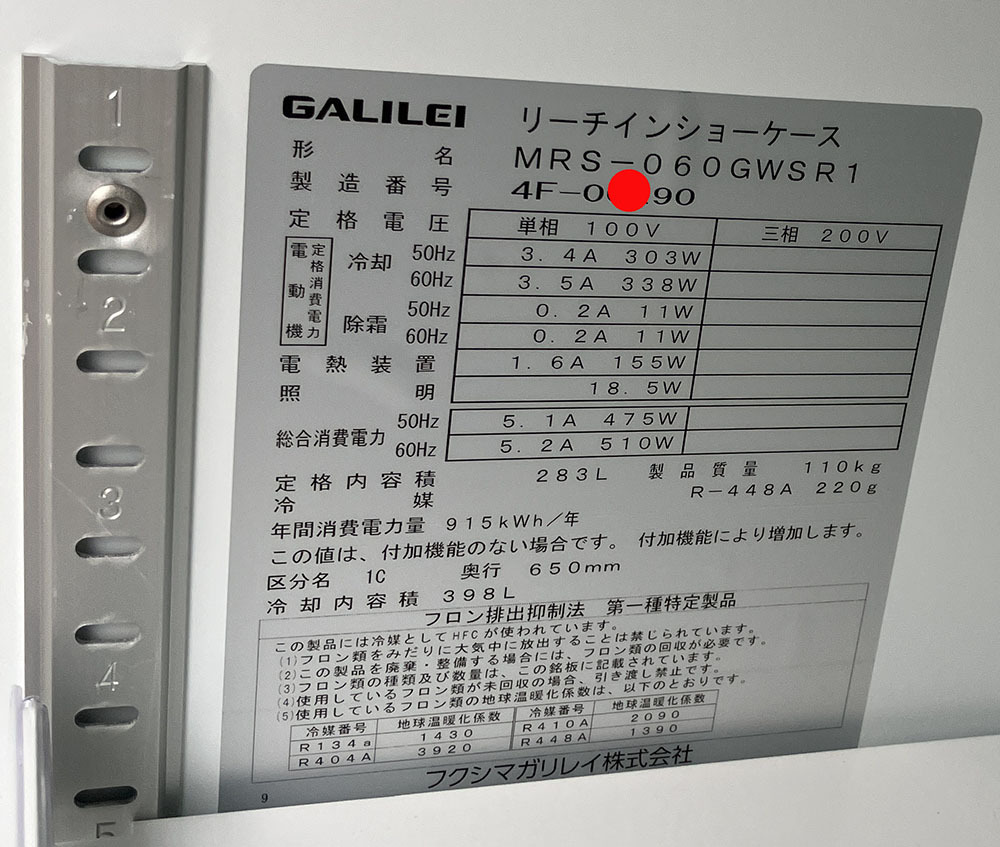 GALILEI リーチインショーケース
形名 MRS-060GWSR1
製造番号 4F-0 90
定格電圧 単相 100V 三相 200V
電動機 定格消費電力 冷却 50Hz 3.4A 303W
60Hz 3.5A 338W
除霜 50Hz 0.2A 11W
60Hz 0.2A 11W
電熱装置 1.6A 155W
照明 18.5W
総合消費電力 50Hz 5.1A 475W
60Hz 5.2A 510W
定格内容積 283L 製品質量 110kg
冷媒 R-448A 220g
年間消費電力量 915kWh/年
この値は、付加機能のない場合です。 付加機能により増加します。
区分名 1C 奥行 650mm
冷却内容積 398L
フロン排出抑制法 第一種特定製品
この製品には冷媒としてHFCが使われています。
(1)フロン類をみだりに大気中に放出することは禁じられています。
(2)この製品を廃棄・整備する場合には、フロン類の回収が必要です。
(3)フロン類の種類及び数量は、この銘板に記載されています。
(4)使用しているフロン類が未回収の場合、引き渡し禁止です。
(5)使用しているフロン類の地球温暖化係数は、以下のとおりです。
冷媒番号 地球温暖化係数 冷媒番号 地球温暖化係数
R134a 1430 R410A 2090
R404A 3920 R448A 1390
フクシマガリレイ株式会社
9
1
2
3
4
5